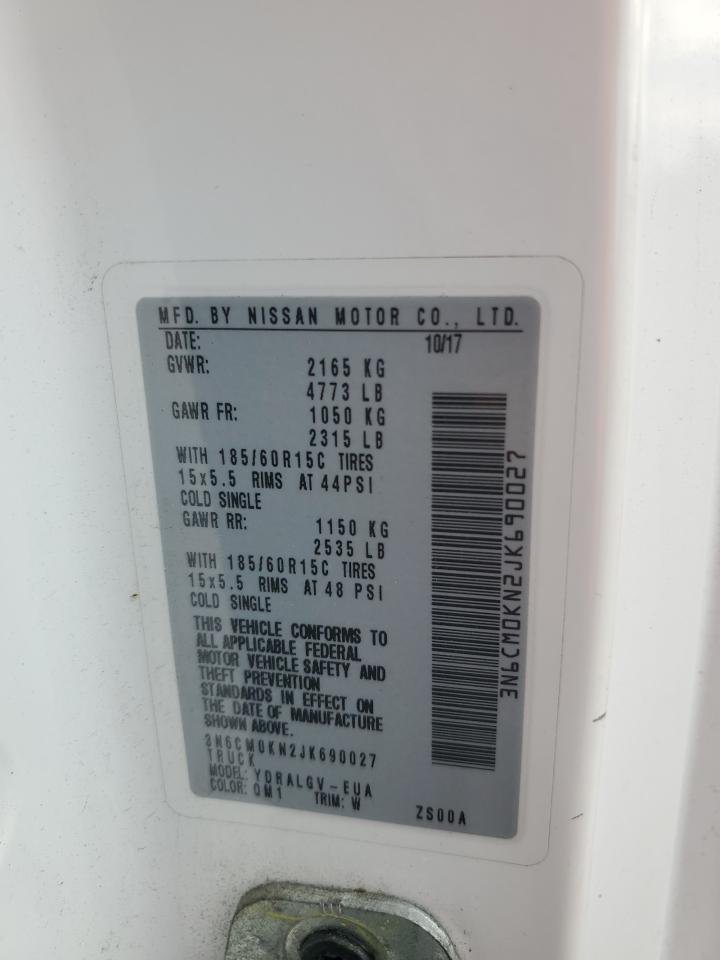 MFD. BY NISSAN MOTOR CO., LTD.
DATE: 10/17
GVWR: 2165 KG
4773 LB
GAWR FR: 1050 KG
2315 LB
WITH 185/60R15C TIRES
15x5.5 RIMS AT 44PSI
COLD SINGLE
GAWR RR: 1150 KG
2535 LB
WITH 185/60R15C TIRES
15x5.5 RIMS AT 48 PSI
COLD SINGLE
THIS VEHICLE CONFORMS TO
ALL APPLICABLE FEDERAL
MOTOR VEHICLE SAFETY AND
THEFT PREVENTION
STANDARDS IN EFFECT ON
THE DATE OF MANUFACTURE
SHOWN ABOVE.
3N6CM0KN2JK690027
TRUCK
MODEL: YDRALGV-EUA
COLOR: QM1 TRIM: W
ZS00A
3N6CM0KN2JK690027